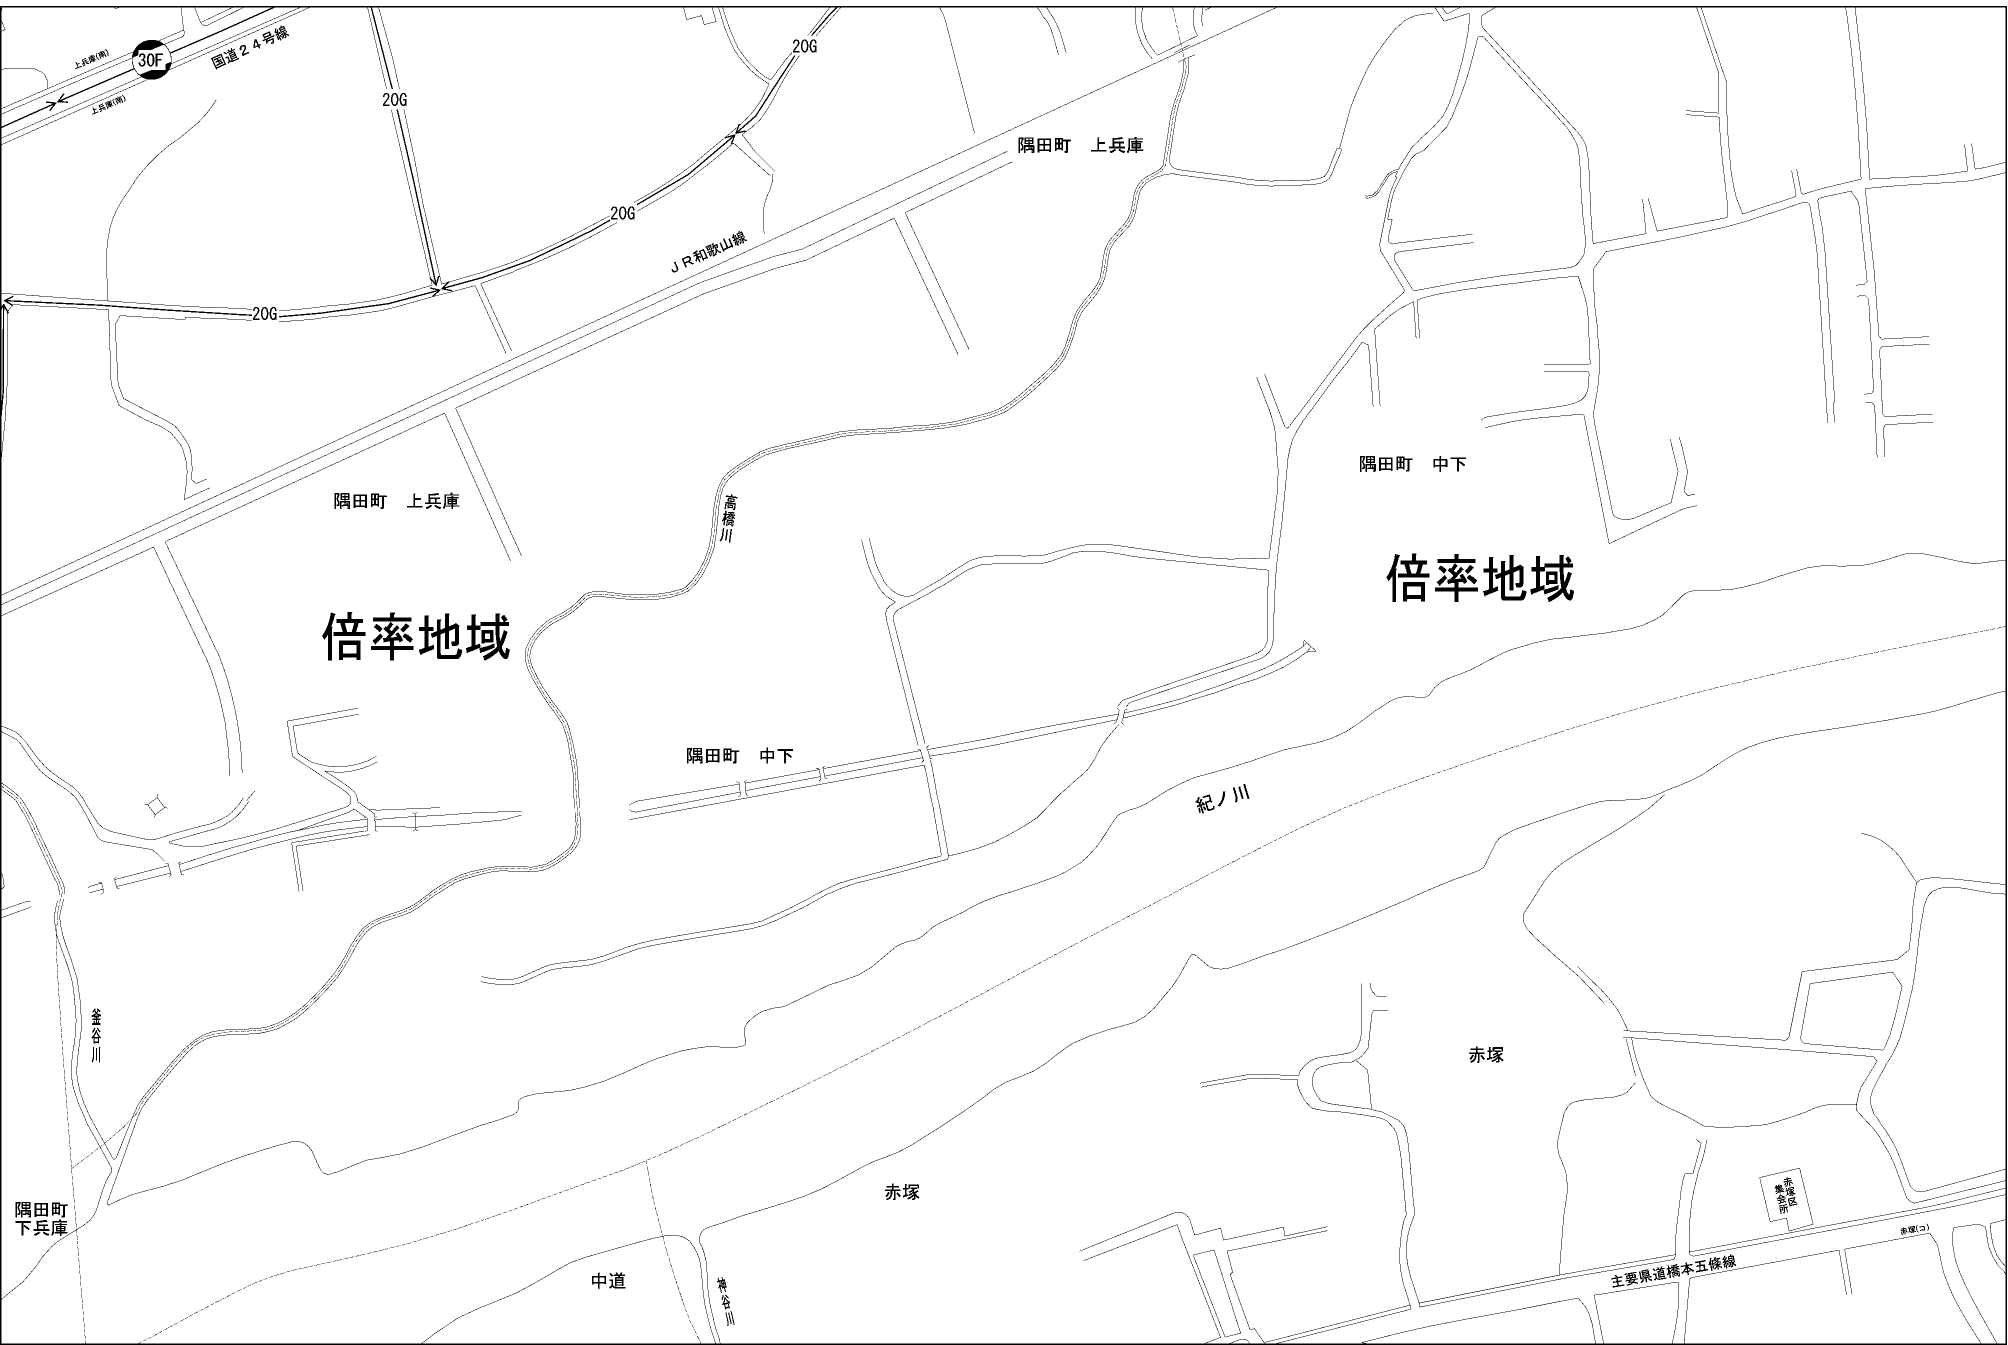 上兵庫(南)
30F
国道24号線
上兵庫(南)
20G
20G
隅田町　上兵庫
20G
JR和歌山線
20G
隅田町　中下
隅田町　上兵庫
高橋川
倍率地域
倍率地域
隅田町　中下
紀ノ川
釜谷川
赤塚
赤塚
赤塚区
集会所
隅田町
下兵庫
赤塚(コ)
主要県道橋本五條線
中道
神谷川